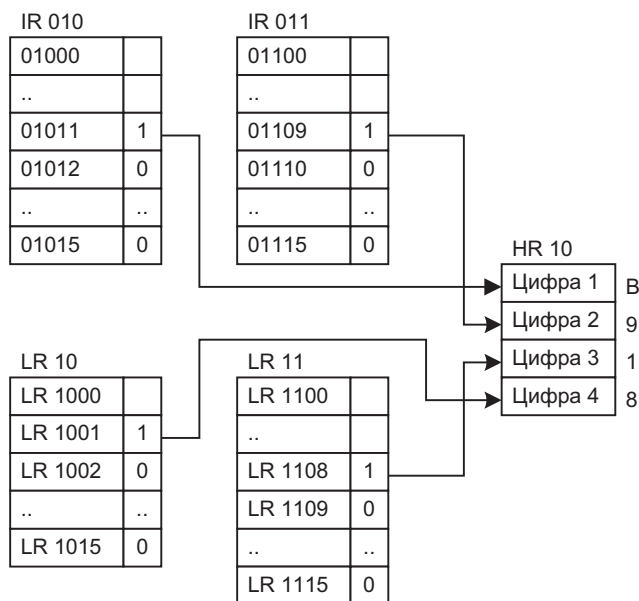 IR 010
01000
..
01011 1
01012 0
.. ..
01015 0
IR 011
01100
..
01109 1
01110 0
.. ..
01115 0
HR 10
Цифра 1 B
Цифра 2 9
Цифра 3 1
Цифра 4 8
LR 10
LR 1000
LR 1001 1
LR 1002 0
.. ..
LR 1015 0
LR 11
LR 1100
..
LR 1108 1
LR 1109 0
.. ..
LR 1115 0